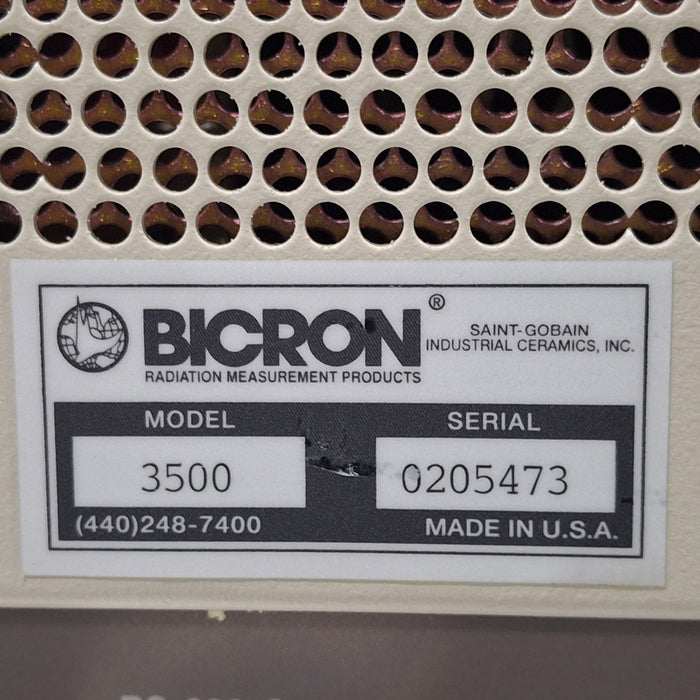 BICRON®
SAINT-GOBAIN
INDUSTRIAL CERAMICS, INC.
RADIATION MEASUREMENT PRODUCTS
MODEL SERIAL
3500 0205473
(440)248-7400 MADE IN U.S.A.